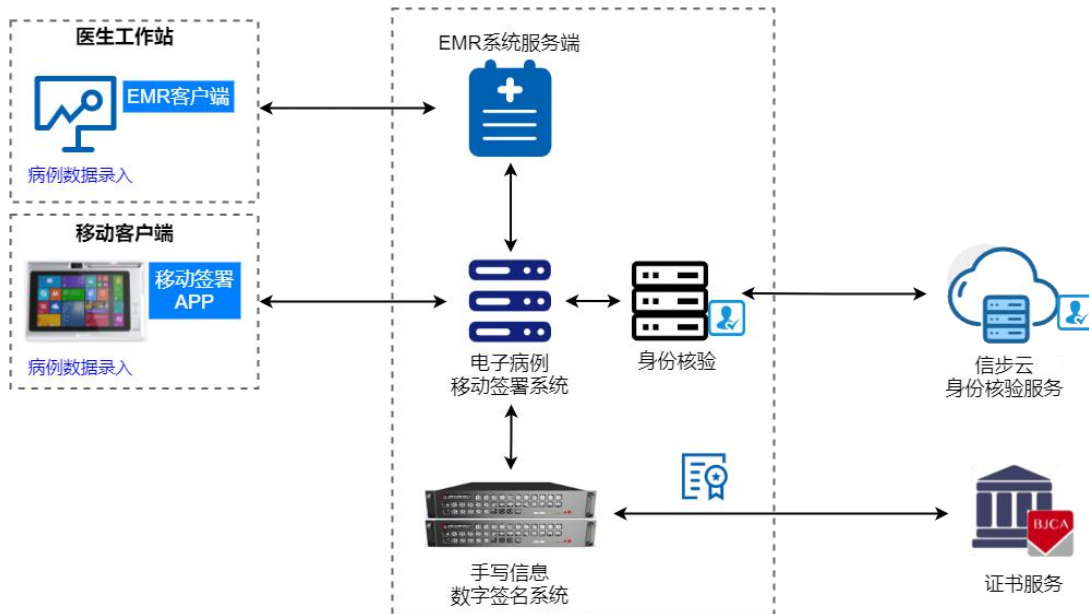 医生工作站
EMR客户端
病例数据录入
移动客户端
移动签署
APP
病例数据录入
EMR系统服务端
电子病例
移动签署系统
身份核验
信步云
身份核验服务
手写信息
数字签名系统
BJCA
证书服务